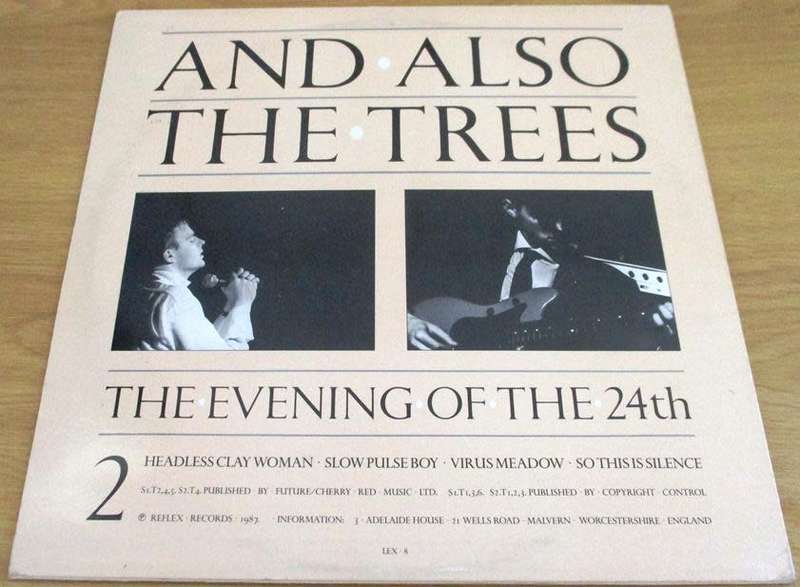 AND · ALSO
THE · TREES
THE · EVENING · OF · THE · 24th
2
HEADLESS CLAY WOMAN · SLOW PULSE BOY · VIRUS MEADOW · SO THIS IS SILENCE
S1.T2,4,5. S2.T4. PUBLISHED · BY · FUTURE/CHERRY · RED · MUSIC · LTD. S1.T1,3,6. S2.T1,2,3. PUBLISHED · BY · COPYRIGHT · CONTROL
℗ REFLEX · RECORDS · 1987. INFORMATION: 3 · ADELAIDE HOUSE · 21 WELLS ROAD · MALVERN · WORCESTERSHIRE · ENGLAND
LEX · 8